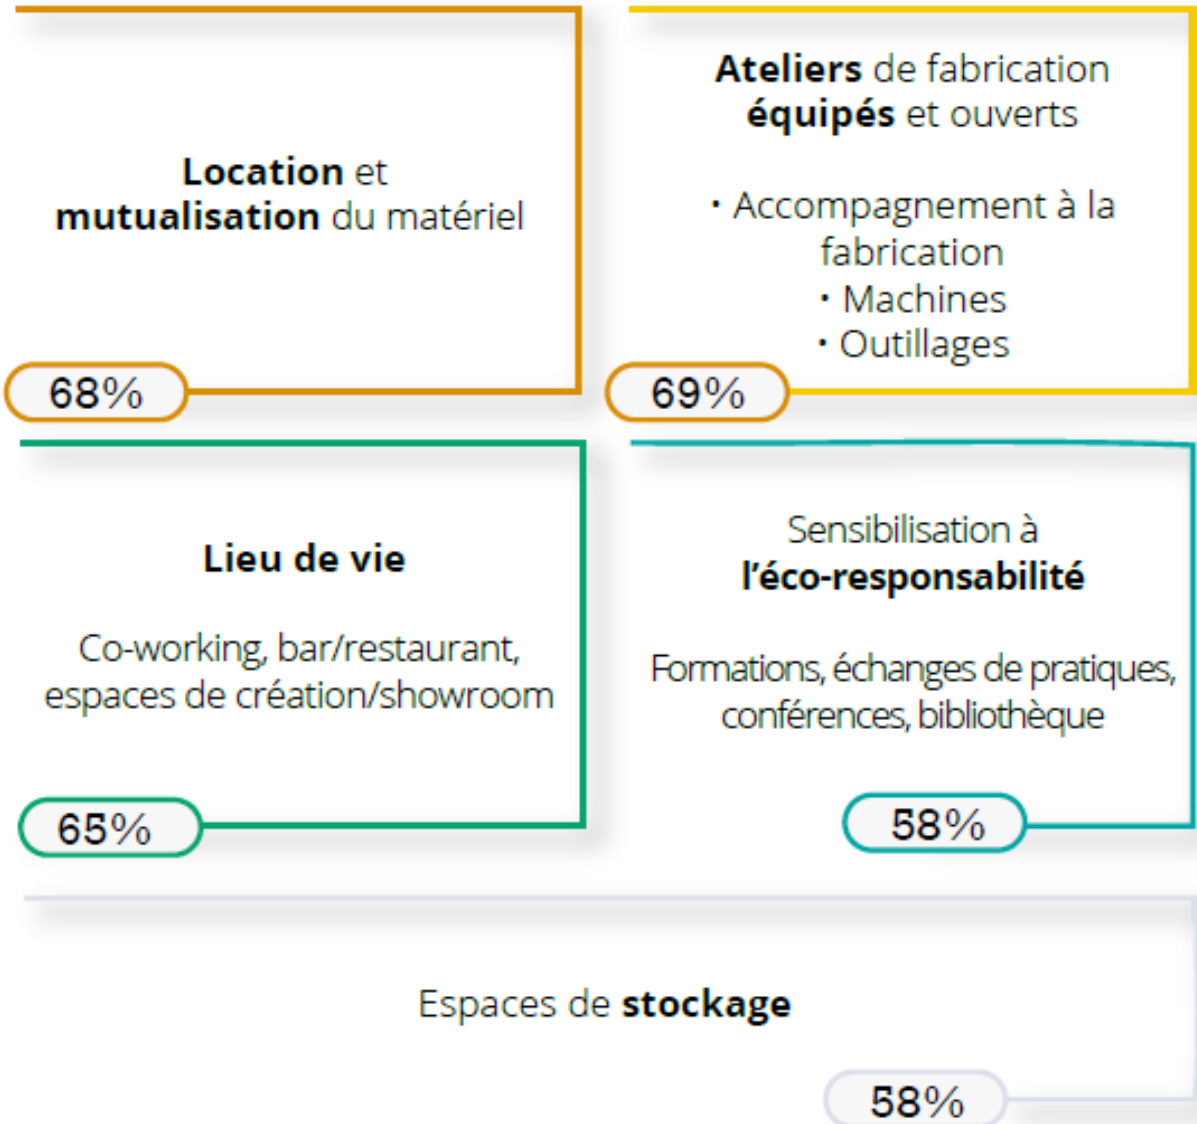 Location et
mutualisation du matériel
68%
Ateliers de fabrication
équipés et ouverts
• Accompagnement à la
fabrication
• Machines
• Outillages
69%
Lieu de vie
Co-working, bar/restaurant,
espaces de création/showroom
65%
Sensibilisation à
l’éco-responsabilité
Formations, échanges de pratiques,
conférences, bibliothèque
58%
Espaces de stockage
58%